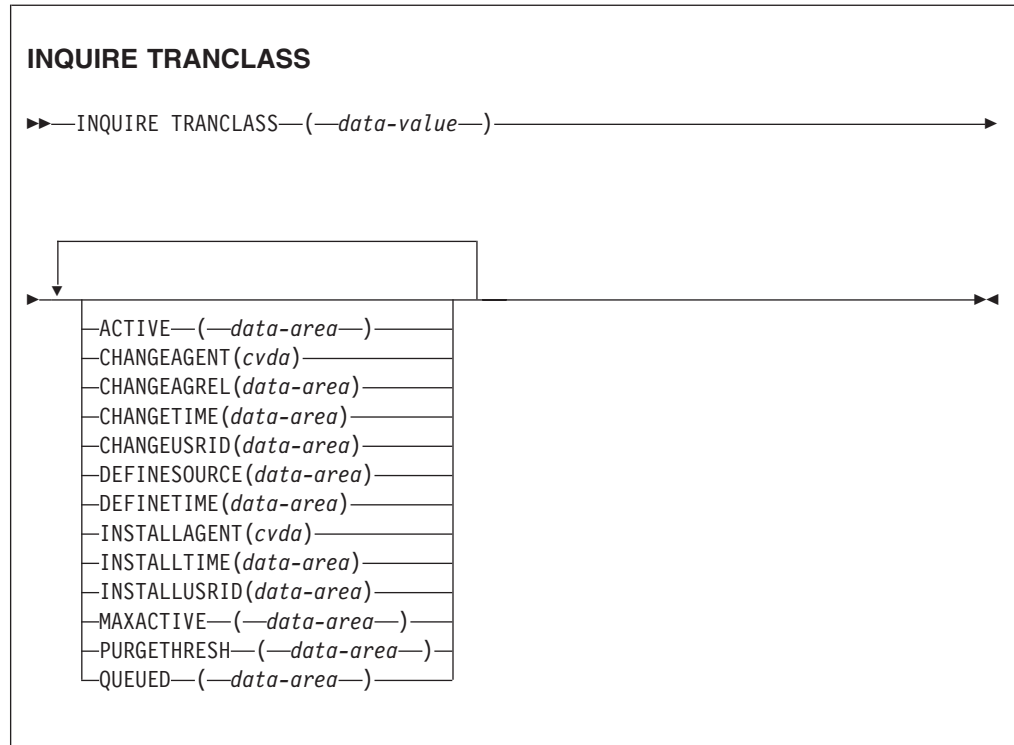 INQUIRE TRANCLASS
INQUIRE TRANCLASS ( data-value )
ACTIVE ( data-area )
CHANGEAGENT(cvda)
CHANGEAGREL(data-area)
CHANGETIME(data-area)
CHANGEUSRID(data-area)
DEFINESOURCE(data-area)
DEFINETIME(data-area)
INSTALLAGENT(cvda)
INSTALLTIME(data-area)
INSTALLUSRID(data-area)
MAXACTIVE ( data-area )
PURGETHRESH ( data-area )
QUEUED ( data-area )